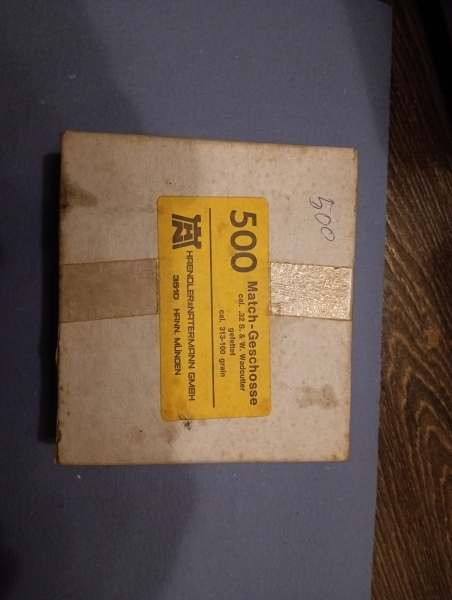 500
500 Match-Geschosse
cal. .32 S. & W.-Wadcutter
gefettet
cal. 313-100 grain
HAENDLER&NATERMANN GMBH
3510 HANN. MÜNDEN